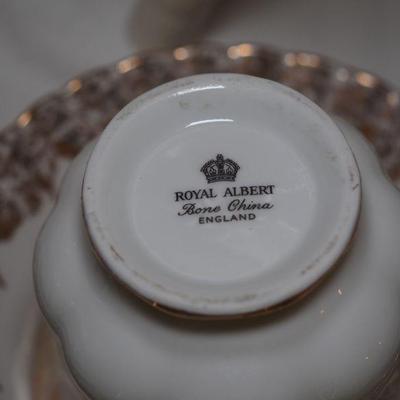 ROYAL ALBERT
Bone China
ENGLAND